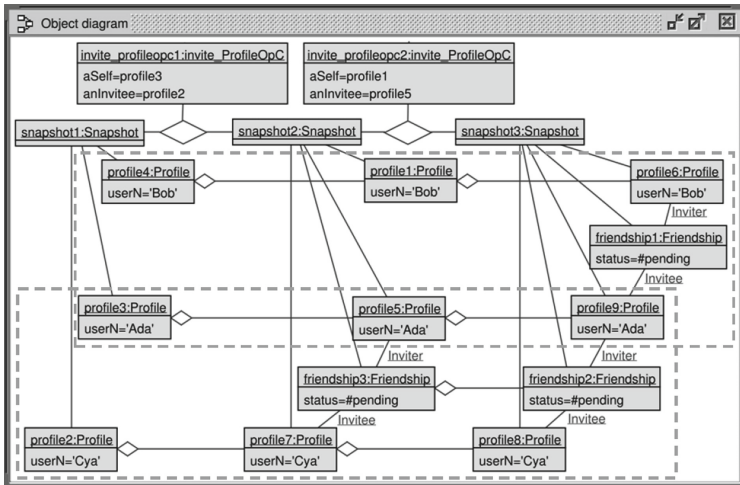 Object diagram
invite_profileopc1:invite_ProfileOpC
aSelf=profile3
anInvitee=profile2
invite_profileopc2:invite_ProfileOpC
aSelf=profile1
anInvitee=profile5
snapshot1:Snapshot
snapshot2:Snapshot
snapshot3:Snapshot
profile4:Profile
userN='Bob'
profile1:Profile
userN='Bob'
profile6:Profile
userN='Bob'
Inviter
friendship1:Friendship
status=#pending
Invitee
profile3:Profile
userN='Ada'
profile5:Profile
userN='Ada'
profile9:Profile
userN='Ada'
Inviter
Inviter
friendship3:Friendship
status=#pending
friendship2:Friendship
status=#pending
Invitee
Invitee
profile2:Profile
userN='Cya'
profile7:Profile
userN='Cya'
profile8:Profile
userN='Cya'